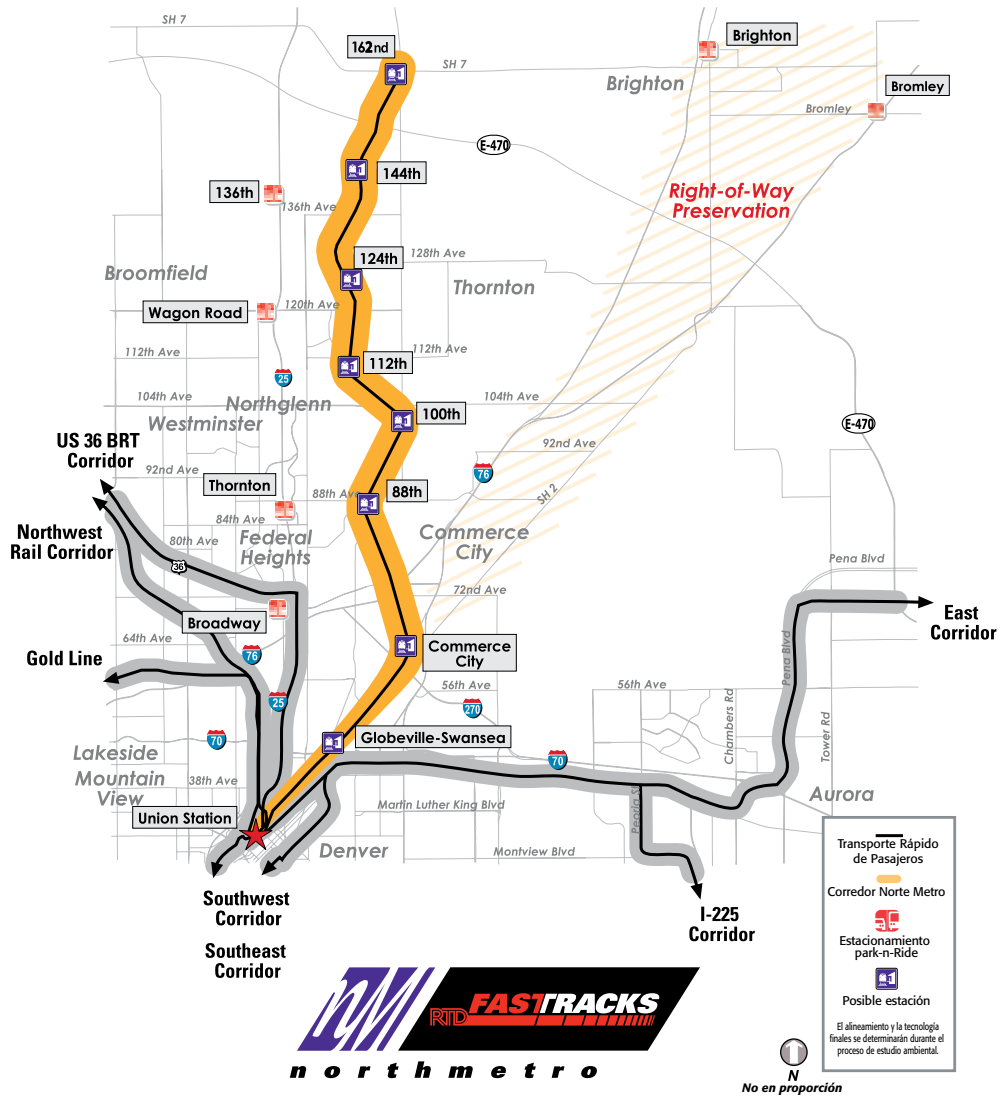 SH 7
162nd
SH 7
Brighton
Brighton
Bromley
Bromley
E-470
144th
136th
136th Ave
Right-of-Way
Preservation
124th
128th Ave
Broomfield
Thornton
Wagon Road
120th Ave
112th Ave
112th
112th Ave
25
104th Ave
Northglenn
100th
104th Ave
Westminster
E-470
US 36 BRT
Corridor
92nd Ave
92nd Ave
76
Thornton
88th Ave
88th
SH 2
84th Ave
Northwest
Rail Corridor
80th Ave
Federal
Heights
Commerce
City
36
Pena Blvd
72nd Ave
Broadway
East
Corridor
64th Ave
Gold Line
76
Commerce
City
Pena Blvd
25
56th Ave
56th Ave
270
Chambers Rd
Tower Rd
70
Globeville-Swansea
70
Lakeside
Mountain
View
38th Ave
Union Station
Martin Luther King Blvd
Peoria St
Aurora
Denver
Montview Blvd
Southwest
Corridor
Southeast
Corridor
I-225
Corridor
Transporte Rápido
de Pasajeros
Corredor Norte Metro
Estacionamiento
park-n-Ride
Posible estación
El alineamiento y la tecnología
finales se determinarán durante el
proceso de estudio ambiental.
nM
RTD FASTRACKS
northmetro
N
No en proporción